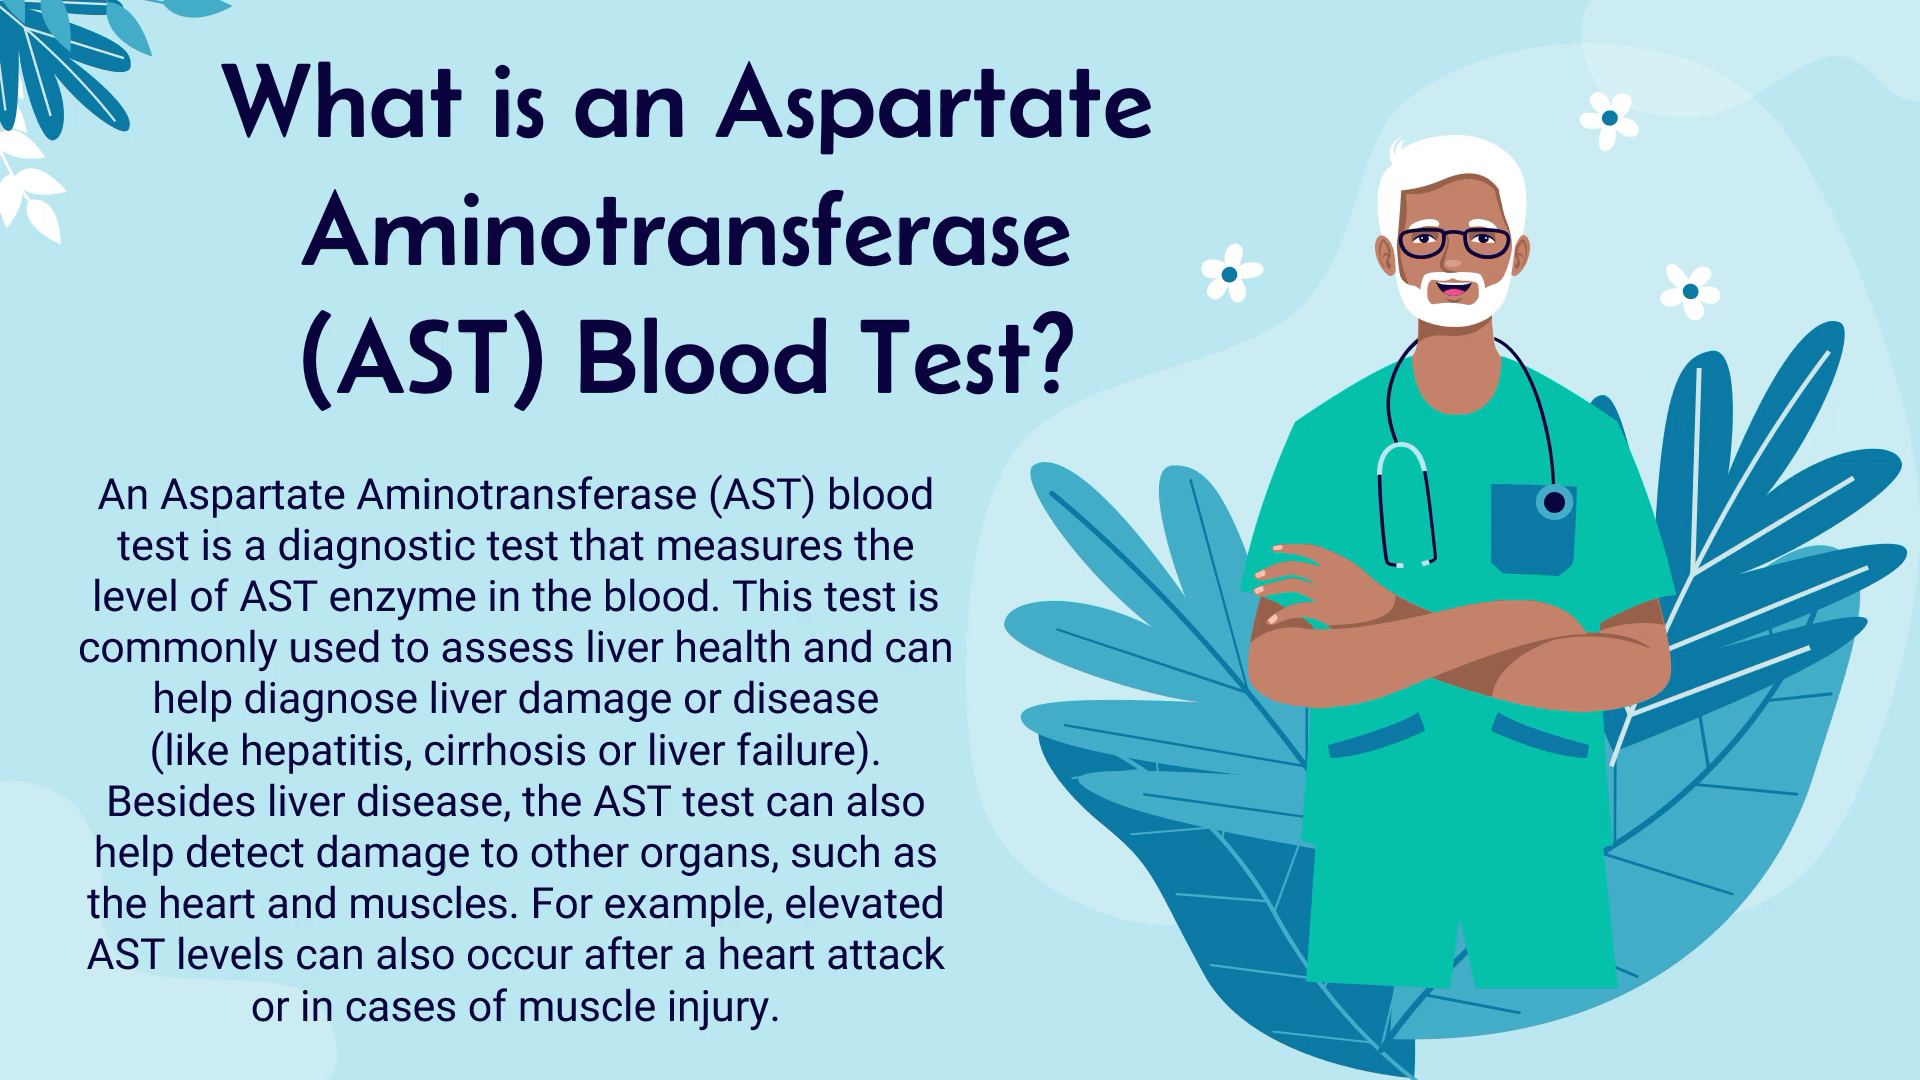 What is an Aspartate
Aminotransferase
(AST) Blood Test?
An Aspartate Aminotransferase (AST) blood
test is a diagnostic test that measures the
level of AST enzyme in the blood. This test is
commonly used to assess liver health and can
help diagnose liver damage or disease
(like hepatitis, cirrhosis or liver failure).
Besides liver disease, the AST test can also
help detect damage to other organs, such as
the heart and muscles. For example, elevated
AST levels can also occur after a heart attack
or in cases of muscle injury.